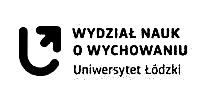 WYDZIAŁ NAUK
O WYCHOWANIU
Uniwersytet Łódzki